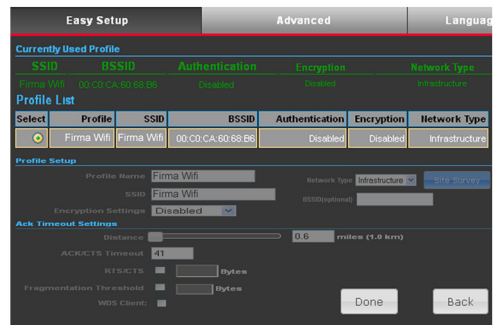 Easy Setup Advanced Languag
Currently Used Profile
SSID BSSID Authentication Encryption Network Type
Firma Wifi 00:C0:CA:60:68:B6 Disabled Disabled Infrastructure
Profile List
Select Profile SSID BSSID Authentication Encryption Network Type
Firma Wifi Firma Wifi 00:C0:CA:60:68:B6 Disabled Disabled Infrastructure
Profile Setup
Profile Name Firma Wifi Network Type Infrastructure Site Survey
SSID Firma Wifi BSSID(optional)
Encryption Settings Disabled
Ack Timeout Settings
Distance 0.6 miles (1.0 km)
ACK/CTS Timeout 41
RTS/CTS Bytes
Fragmentation Threshold Bytes
WDS Client:
Done Back